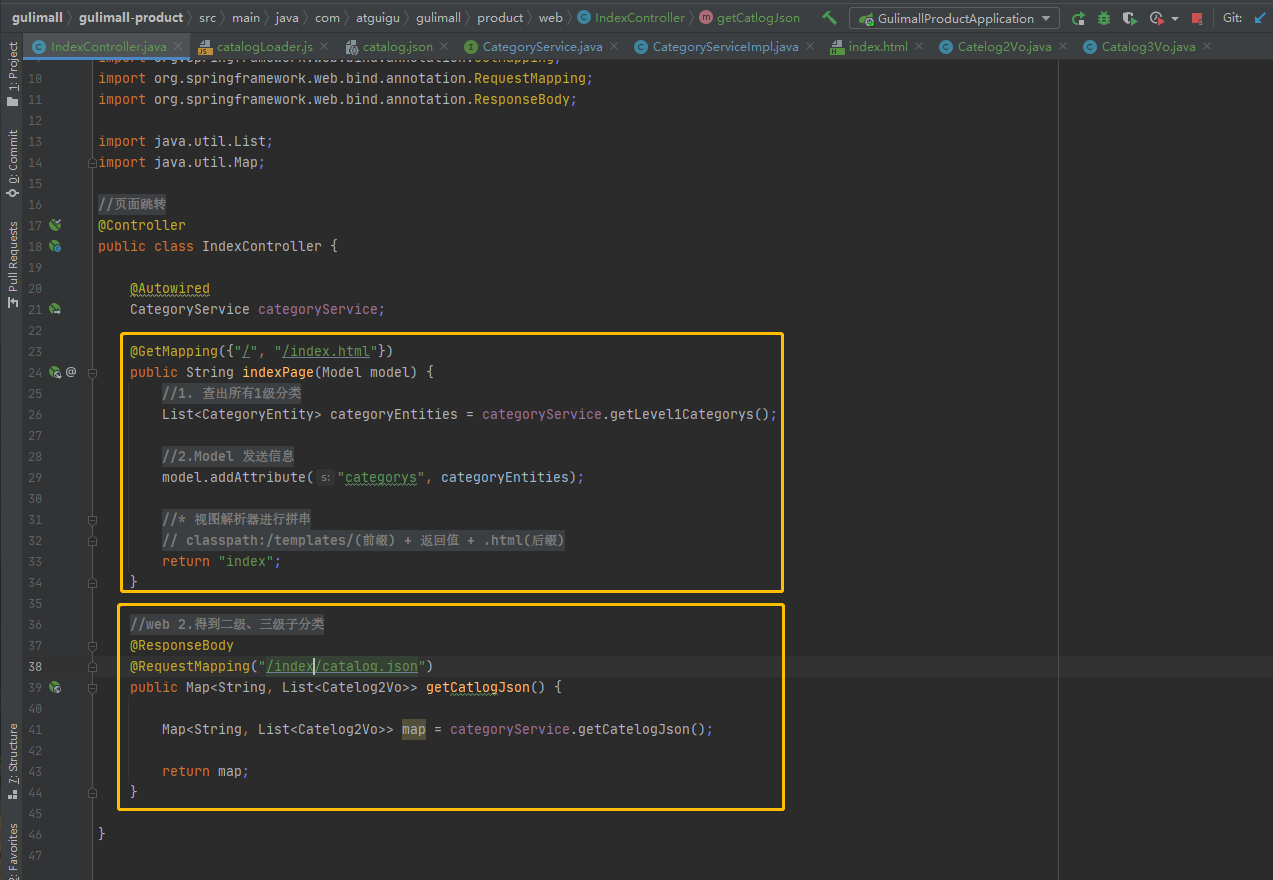 gulimall > gulimall-product > src > main > java > com > atguigu > gulimall > product > web > IndexController > getCatlogJson GulimallProductApplication Git:
IndexController.java catalogLoader.js catalog.json CategoryService.java CategoryServiceImpl.java index.html Catelog2Vo.java Catalog3Vo.java
1: Project
0: Commit
Pull Requests
7: Structure
2: Favorites
import org.springframework.web.bind.annotation.GetMapping;
10 import org.springframework.web.bind.annotation.RequestMapping;
11 import org.springframework.web.bind.annotation.ResponseBody;
12
13 import java.util.List;
14 import java.util.Map;
15
16 //页面跳转
17 @Controller
18 public class IndexController {
19
20 @Autowired
21 CategoryService categoryService;
22
23 @GetMapping({"/", "/index.html"})
24 public String indexPage(Model model) {
25 //1. 查出所有1级分类
26 List<CategoryEntity> categoryEntities = categoryService.getLevel1Categorys();
27
28 //2.Model 发送信息
29 model.addAttribute( s: "categorys", categoryEntities);
30
31 //* 视图解析器进行拼串
32 // classpath:/templates/(前缀) + 返回值 + .html(后缀)
33 return "index";
34 }
35
36 //web 2.得到二级、三级子分类
37 @ResponseBody
38 @RequestMapping("/index/catalog.json")
39 public Map<String, List<Catelog2Vo>> getCatlogJson() {
40
41 Map<String, List<Catelog2Vo>> map = categoryService.getCatelogJson();
42
43 return map;
44 }
45
46 }
47